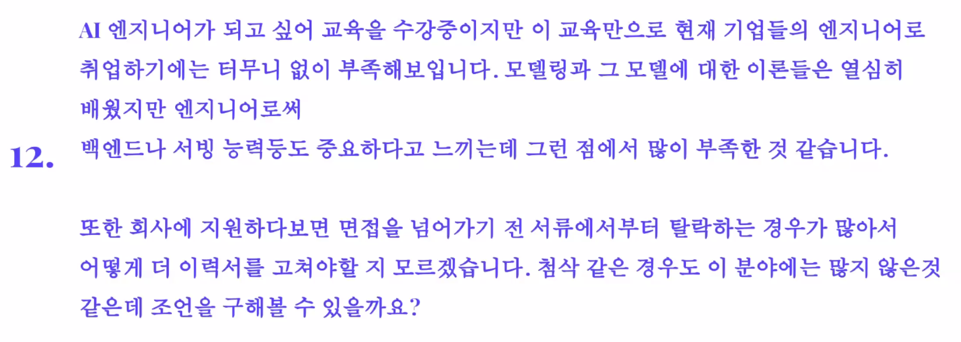 AI 엔지니어가 되고 싶어 교육을 수강중이지만 이 교육만으로 현재 기업들의 엔지니어로
취업하기에는 터무니 없이 부족해보입니다. 모델링과 그 모델에 대한 이론들은 열심히
배웠지만 엔지니어로써
12. 백엔드나 서빙 능력등도 중요하다고 느끼는데 그런 점에서 많이 부족한 것 같습니다.
또한 회사에 지원하다보면 면접을 넘어가기 전 서류에서부터 탈락하는 경우가 많아서
어떻게 더 이력서를 고쳐야할 지 모르겠습니다. 첨삭 같은 경우도 이 분야에는 많지 않은것
같은데 조언을 구해볼 수 있을까요?